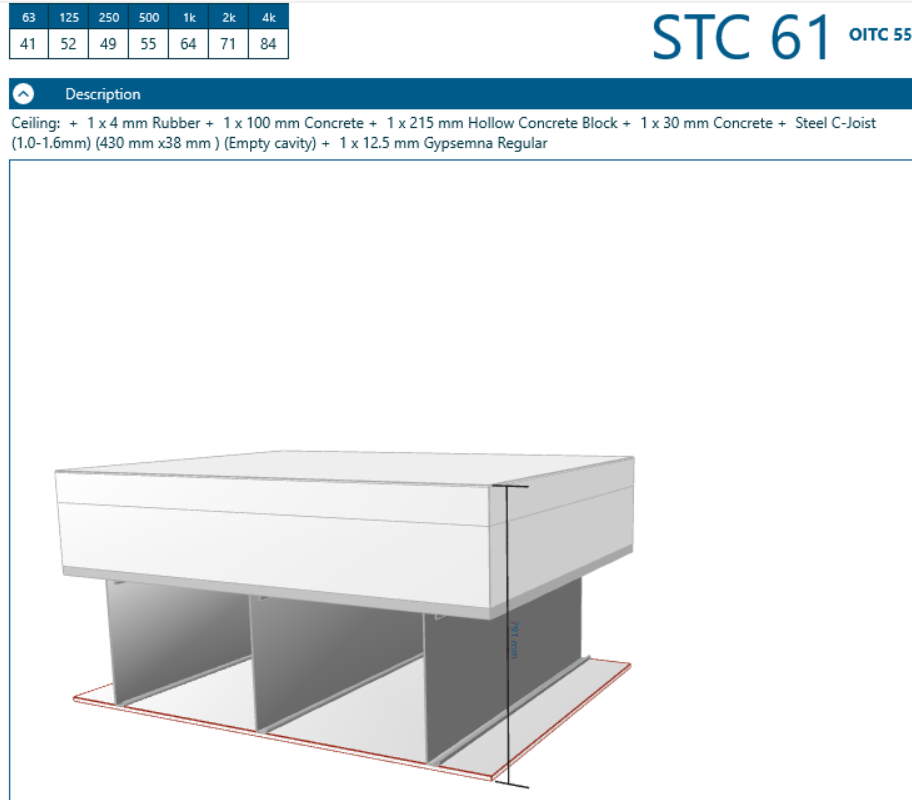 63 125 250 500 1k 2k 4k
41 52 49 55 64 71 84
STC 61 OITC 55
Description
Ceiling: + 1 x 4 mm Rubber + 1 x 100 mm Concrete + 1 x 215 mm Hollow Concrete Block + 1 x 30 mm Concrete + Steel C-Joist
(1.0-1.6mm) (430 mm x38 mm ) (Empty cavity) + 1 x 12.5 mm Gypsemna Regular
791 mm